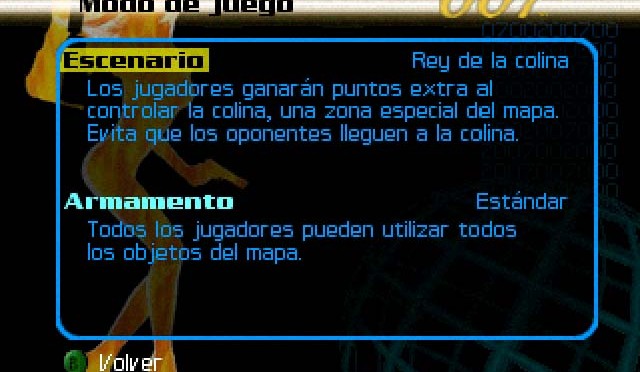 Modo de juego
007
Escenario Rey de la colina
Los jugadores ganarán puntos extra al
controlar la colina, una zona especial del mapa.
Evita que los oponentes lleguen a la colina.
Armamento Estándar
Todos los jugadores pueden utilizar todos
los objetos del mapa.
B Volver